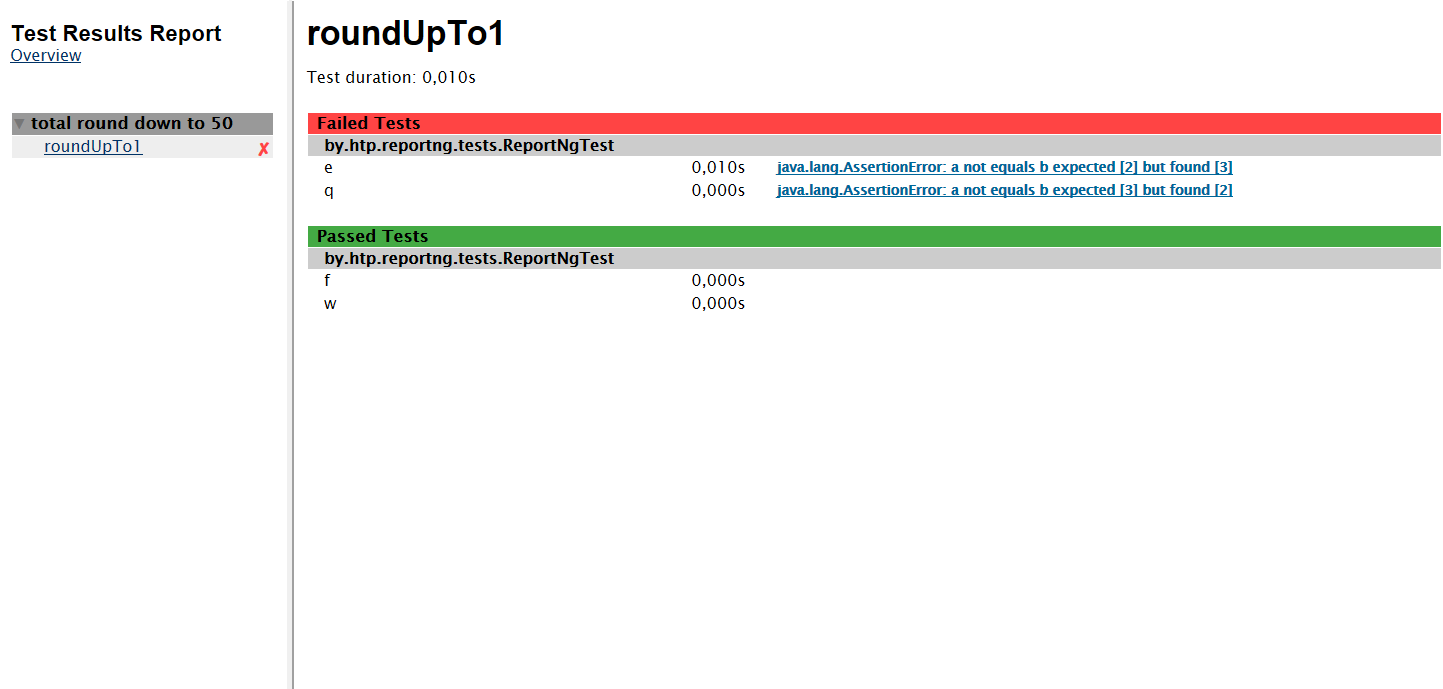 Test Results Report
Overview
total round down to 50
roundUpTo1 ✘
roundUpTo1
Test duration: 0,010s
Failed Tests
by.htp.reportng.tests.ReportNgTest
e 0,010s java.lang.AssertionError: a not equals b expected [2] but found [3]
q 0,000s java.lang.AssertionError: a not equals b expected [3] but found [2]
Passed Tests
by.htp.reportng.tests.ReportNgTest
f 0,000s
w 0,000s